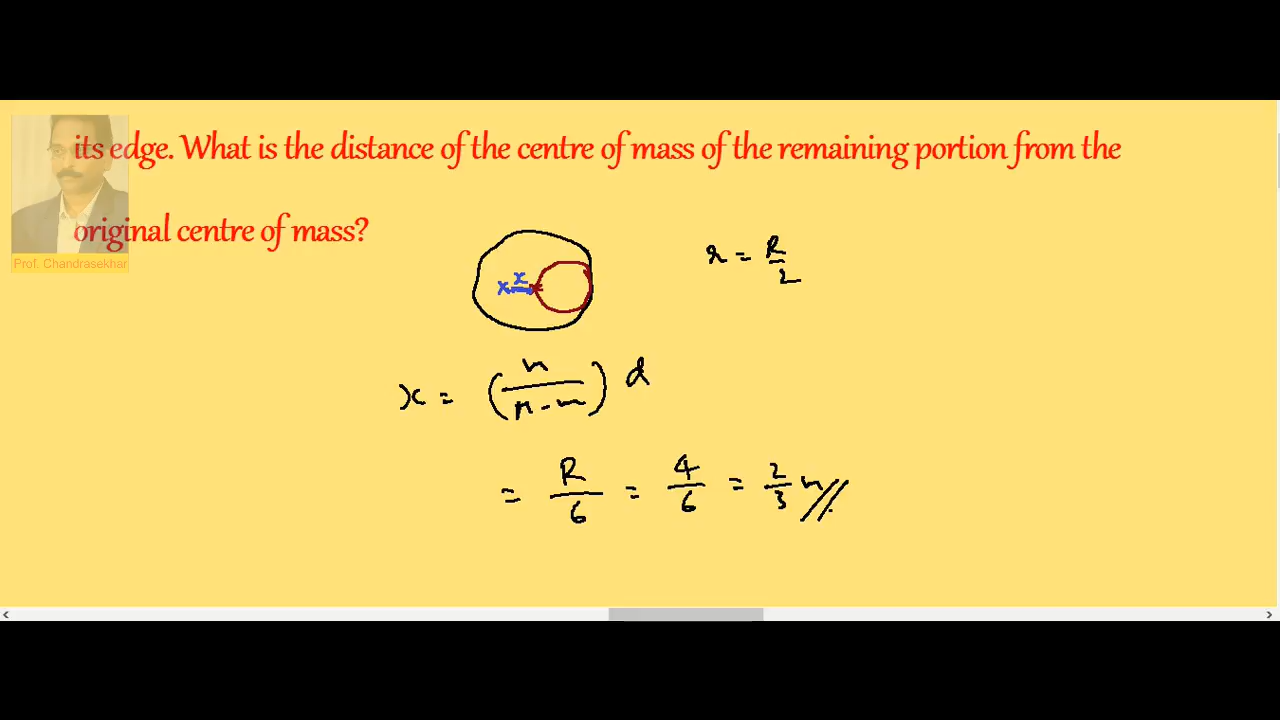 its edge. What is the distance of the centre of mass of the remaining portion from the
original centre of mass?
Prof. Chandrasekhar
r = R/2
x x
x = (m/(M-m)) d
= R/6 = 4/6 = 2/3 m//